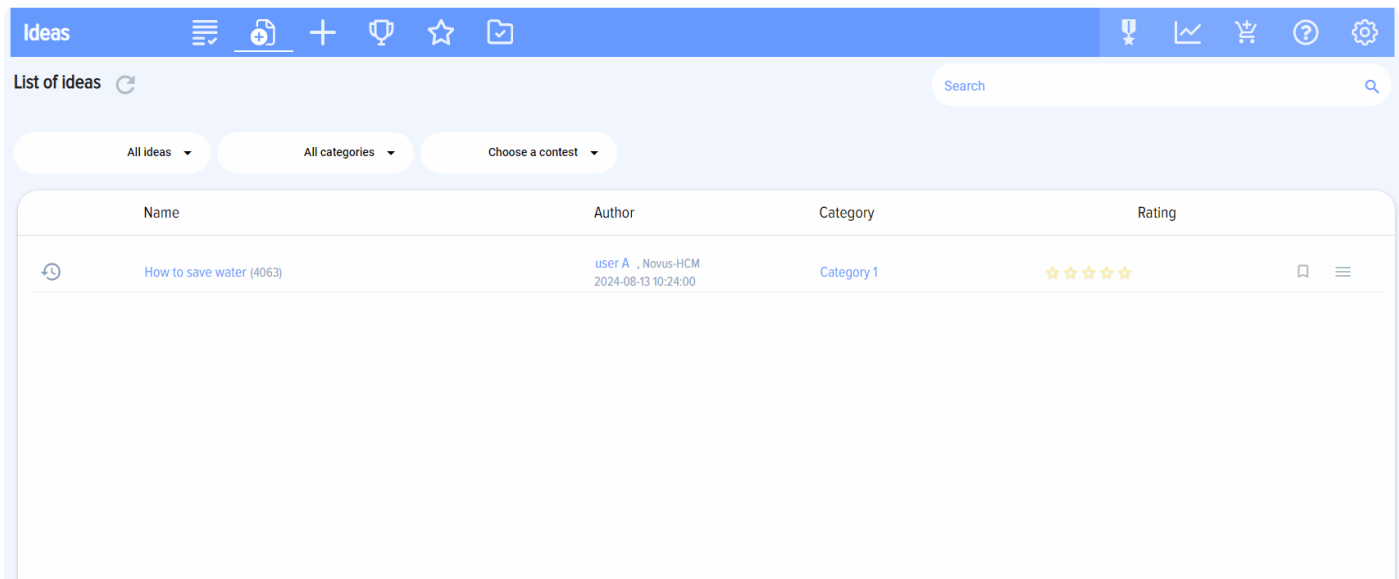 Ideas
List of ideas
Search
All ideas
All categories
Choose a contest
Name Author Category Rating
How to save water (4063)
user A , Novus-HCM
2024-08-13 10:24:00
Category 1